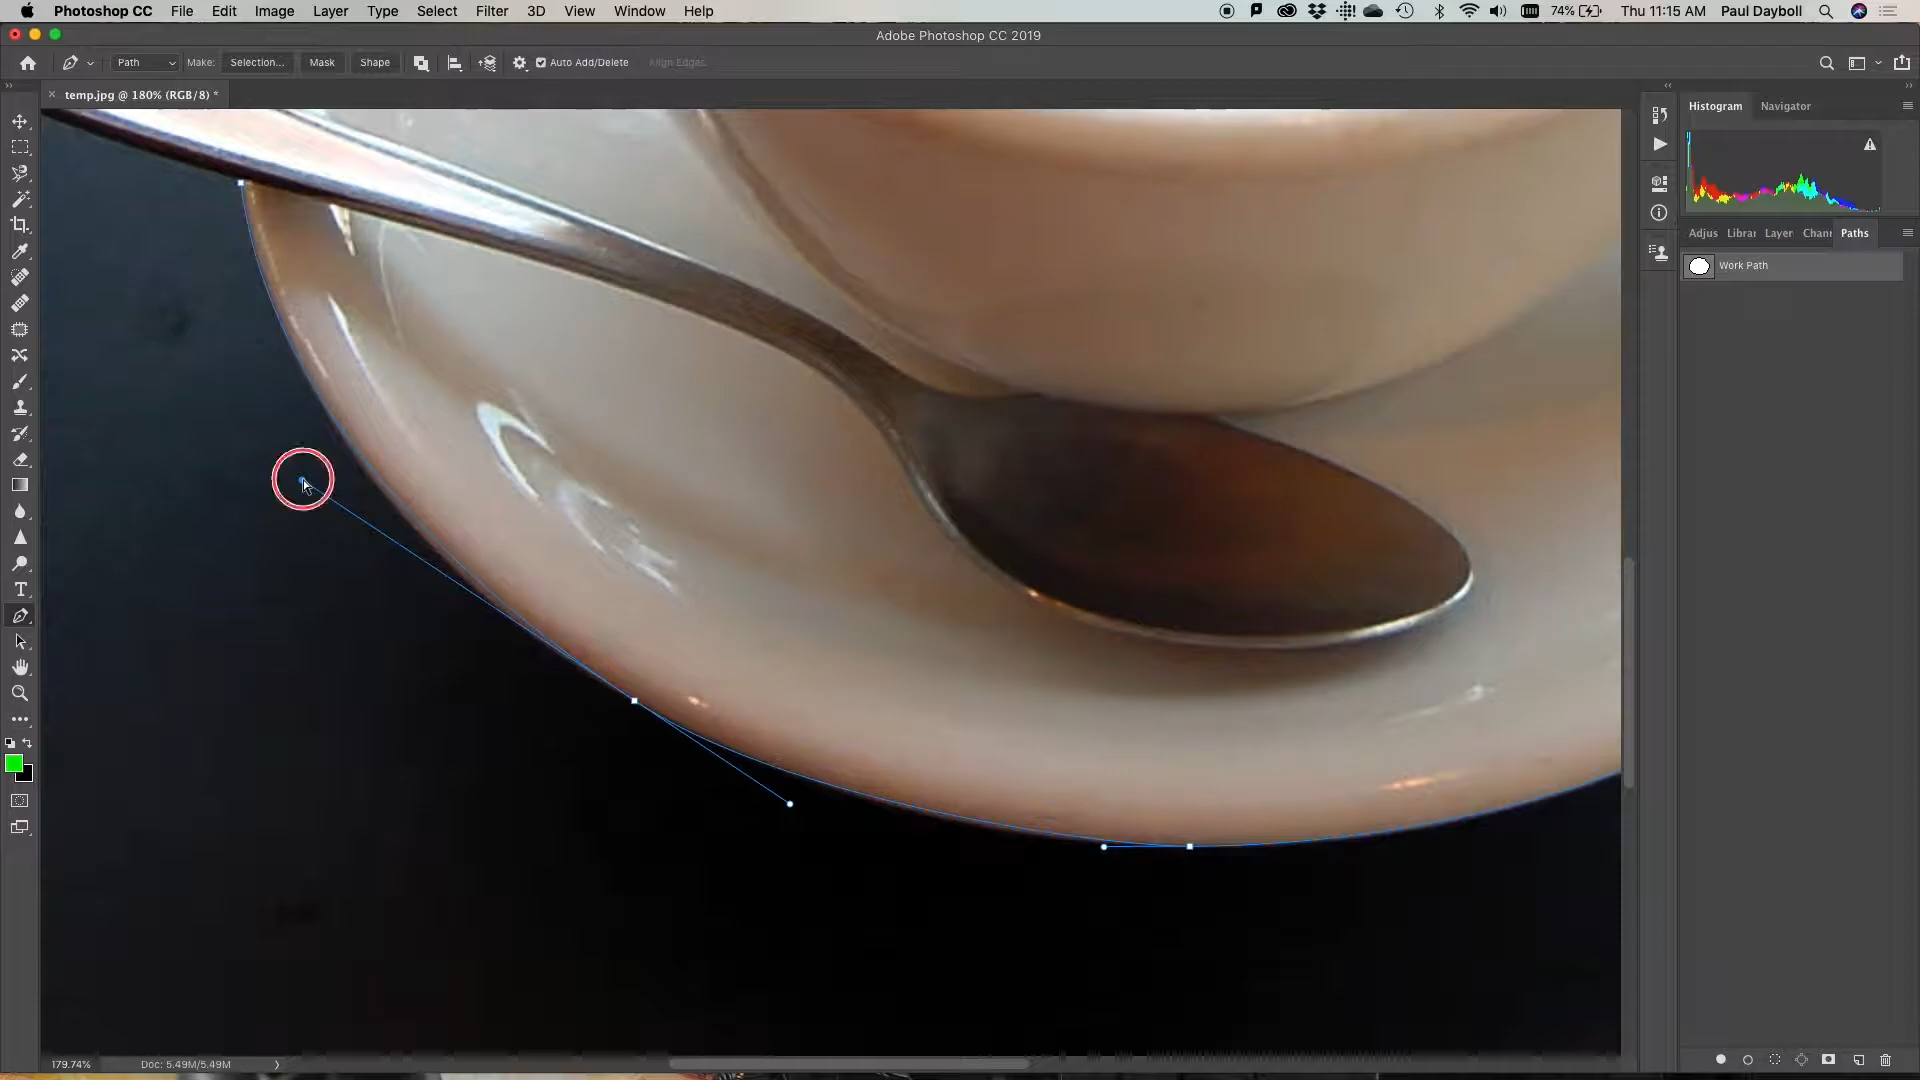 Photoshop CC File Edit Image Layer Type Select Filter 3D View Window Help 74% Thu 11:15 AM Paul Dayboll
Adobe Photoshop CC 2019
Path Make: Selection... Mask Shape Auto Add/Delete Align Edges
temp.jpg @ 180% (RGB/8) *
Histogram Navigator
Adjus Librar Layer Chann Paths
Work Path
179.74% Doc: 5.49M/5.49M